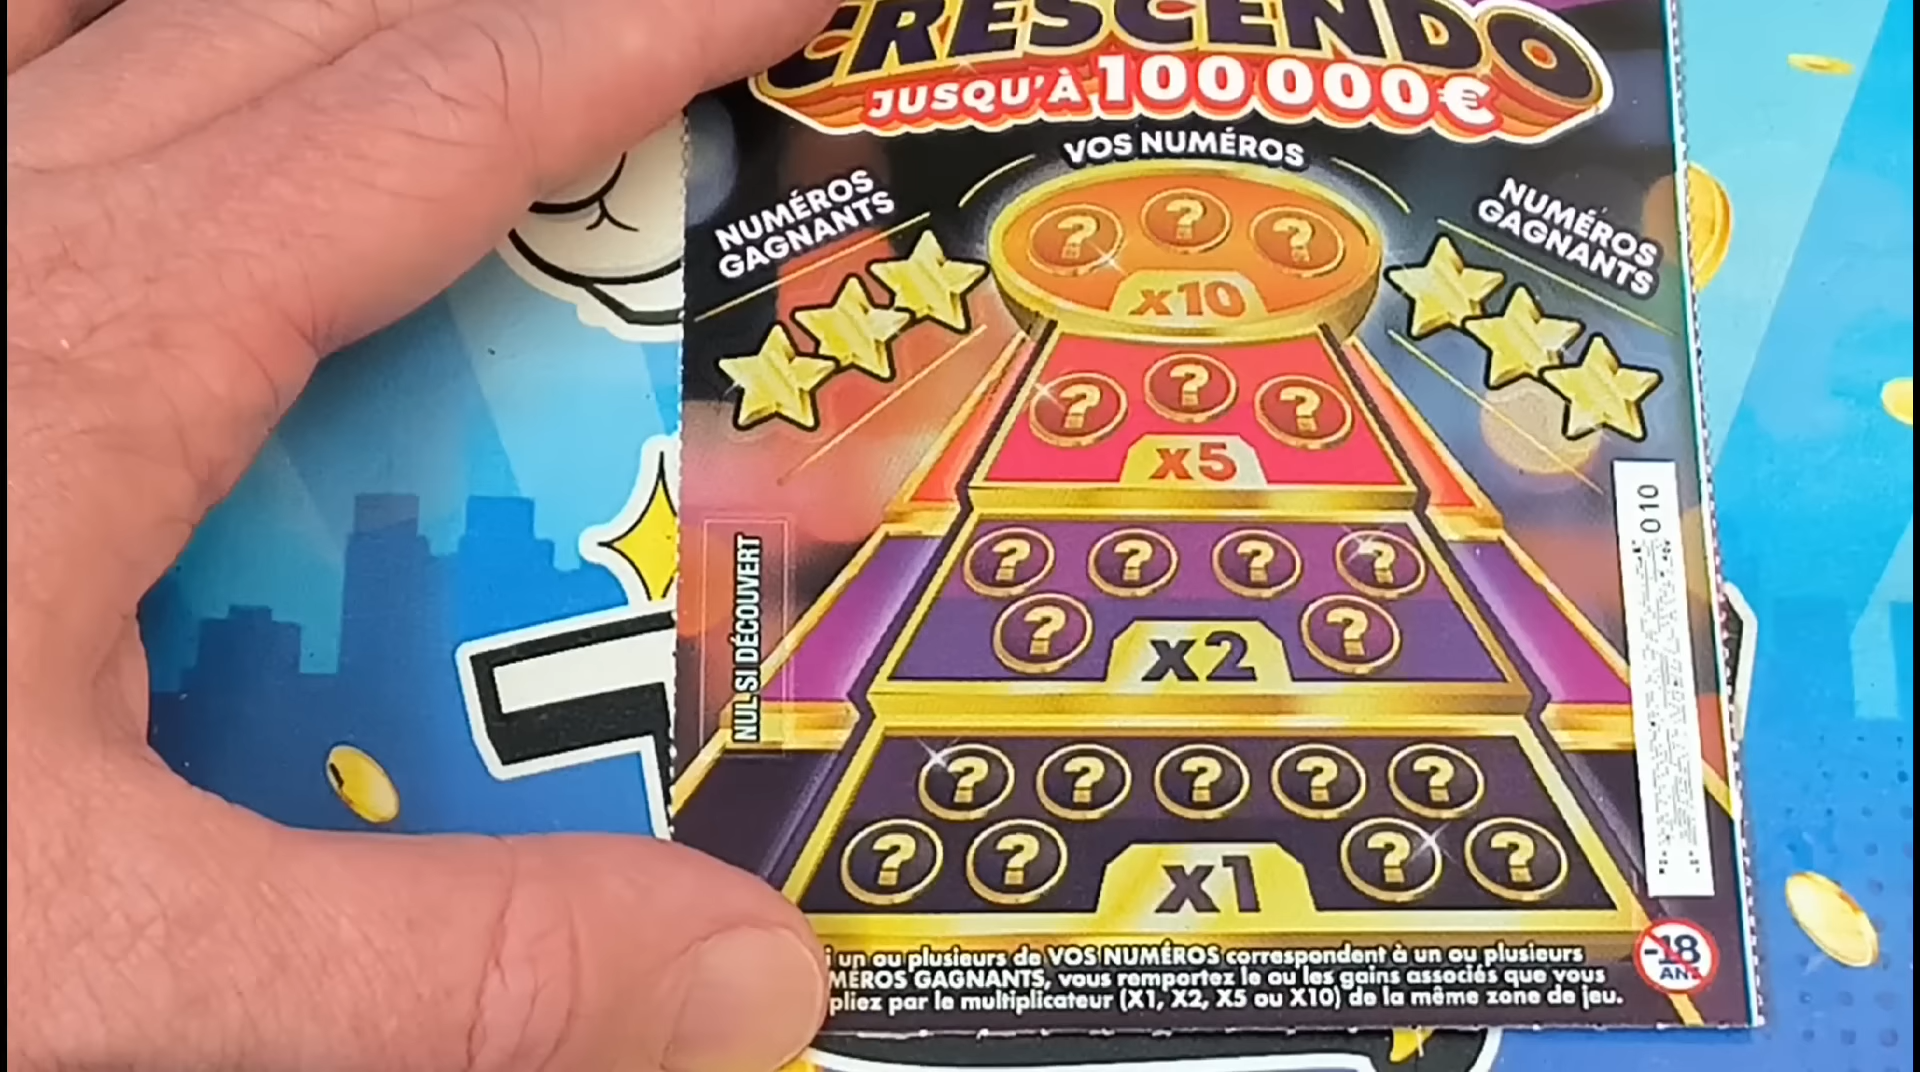 CRESCENDO
JUSQU'À 100 000 €
VOS NUMÉROS
NUMÉROS
GAGNANTS
NUMÉROS
GAGNANTS
? ? ?
x10
? ? ?
x5
010
? ? ? ?
? ?
x2
NUL SI DÉCOUVERT
? ? ? ? ?
? ? ? ?
x1
un ou plusieurs de VOS NUMÉROS correspondent à un ou plusieurs
MÉROS GAGNANTS, vous remportez le ou les gains associés que vous
pliez par le multiplicateur (X1, X2, X5 ou X10) de la même zone de jeu.
-18
ANS